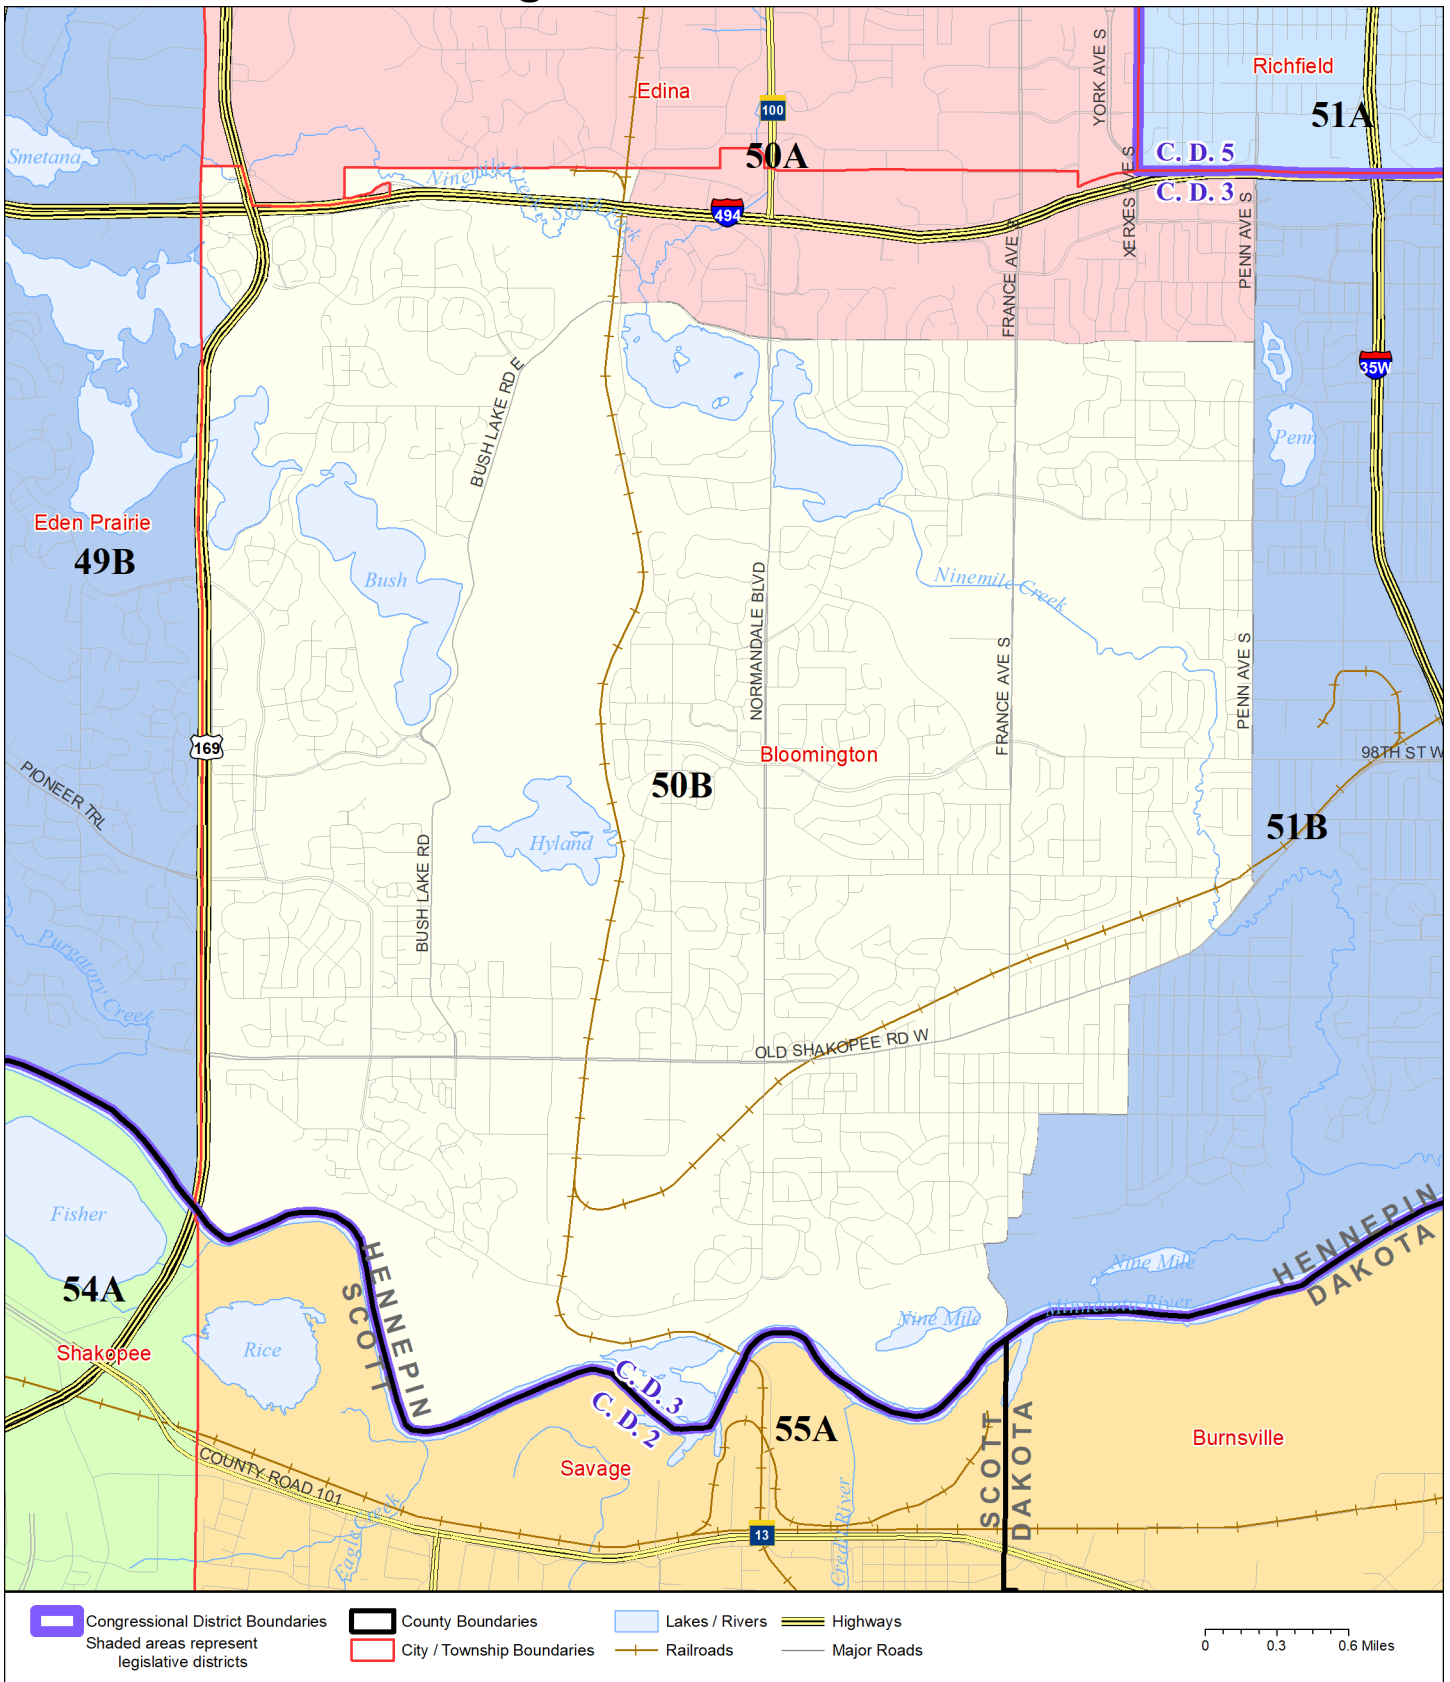 Edina
YORK AVE S
Richfield
51A
100
Smetana
50A
C. D. 5
C. D. 3
Ninemile Creek South Fork
494
XERXES AVE S
PENN AVE S
FRANCE AVE S
35W
BUSH LAKE RD E
Penn
Eden Prairie
49B
Bush
Ninemile Creek
NORMANDALE BLVD
FRANCE AVE S
PENN AVE S
169
Bloomington
98TH ST W
PIONEER TRL
50B
51B
Hyland
BUSH LAKE RD
Purgatory Creek
OLD SHAKOPEE RD W
Fisher
HENNEPIN
SCOTT
HENNEPIN
DAKOTA
Nine Mile
54A
Minnesota River
Nine Mile
Rice
Shakopee
C. D. 3
C. D. 2
55A
SCOTT
DAKOTA
Burnsville
Savage
COUNTY ROAD 101
Eagle Creek
Credit River
13
Congressional District Boundaries
Shaded areas represent
legislative districts
County Boundaries
City / Township Boundaries
Lakes / Rivers
Railroads
Highways
Major Roads
0 0.3 0.6 Miles